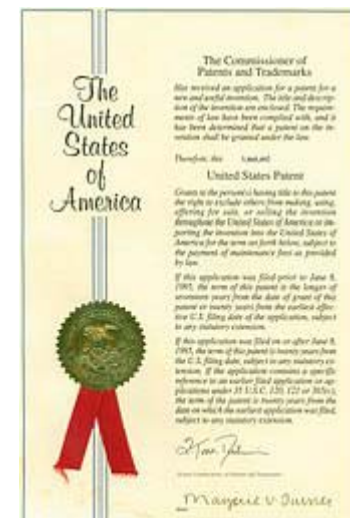 The
United
States
of
America
The Commissioner of
Patents and Trademarks
Has received an application for a patent for a
new and useful invention. The title and descrip-
tion of the invention are enclosed. The require-
ments of law have been complied with, and it
has been determined that a patent on the in-
vention shall be granted under the law.
Therefore, this
United States Patent
Grants to the person(s) having title to this patent
the right to exclude others from making, using,
offering for sale, or selling the invention
throughout the United States of America or im-
porting the invention into the United States of
America for the term set forth below, subject to
the payment of maintenance fees as provided
by law.
If this application was filed prior to June 8,
1995, the term of this patent is the longer of
seventeen years from the date of grant of this
patent or twenty years from the earliest effec-
tive U.S. filing date of the application, subject
to any statutory extension.
If this application was filed on or after June 8,
1995, the term of this patent is twenty years from
the U.S. filing date, subject to any statutory ex-
tension. If the application contains a specific
reference to an earlier filed application or ap-
plications under 35 U.S.C. 120, 121 or 365(c),
the term of the patent is twenty years from the
date on which the earliest application was filed,
subject to any statutory extension.